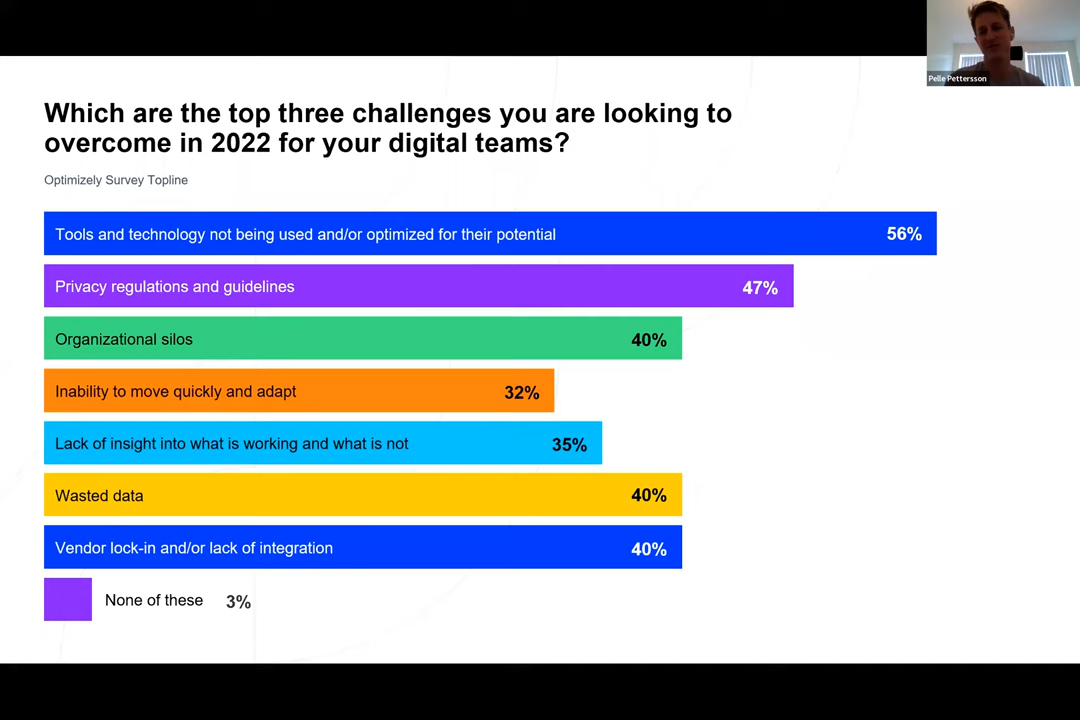 Pelle Pettersson
Which are the top three challenges you are looking to
overcome in 2022 for your digital teams?
Optimizely Survey Topline
Tools and technology not being used and/or optimized for their potential 56%
Privacy regulations and guidelines 47%
Organizational silos 40%
Inability to move quickly and adapt 32%
Lack of insight into what is working and what is not 35%
Wasted data 40%
Vendor lock-in and/or lack of integration 40%
None of these 3%